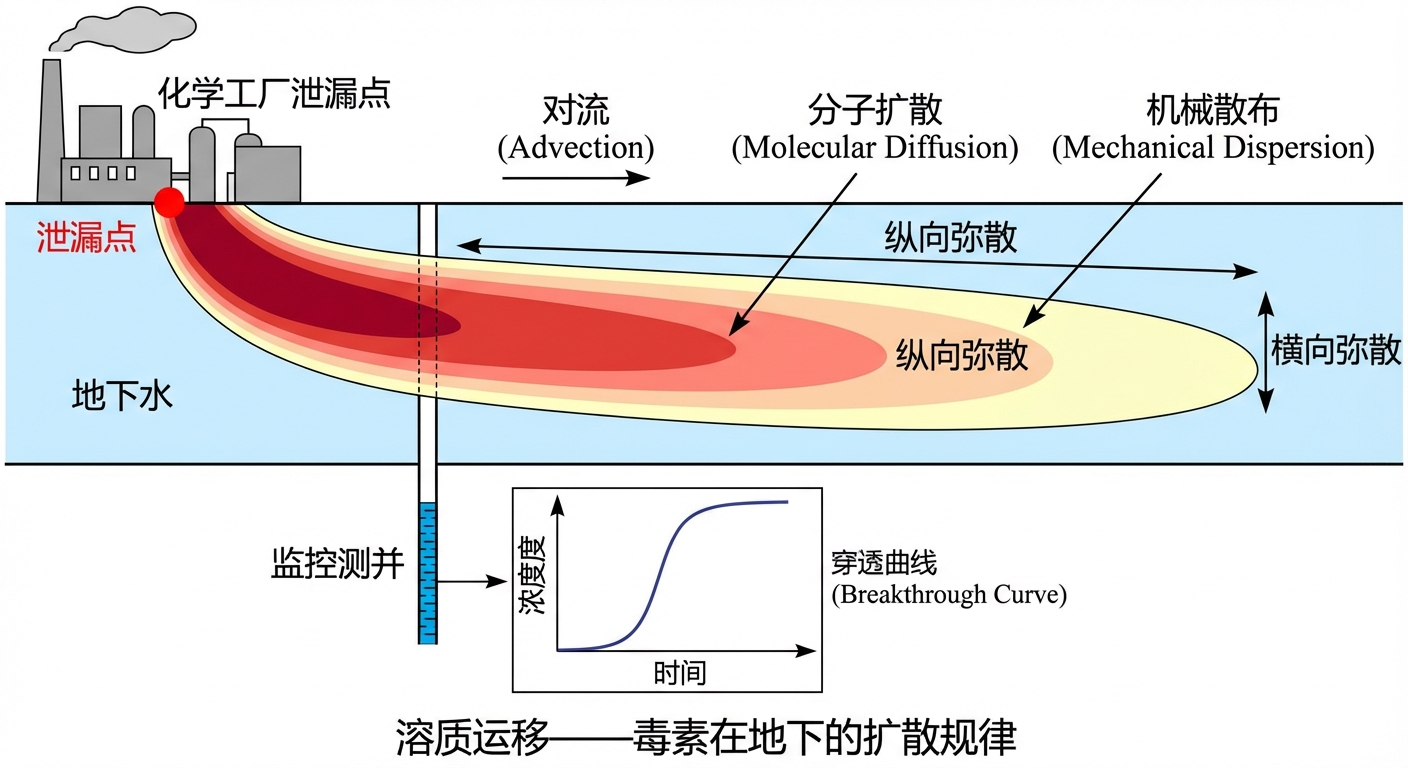 化学工厂泄漏点
对流
(Advection)
分子扩散
(Molecular Diffusion)
机械散布
(Mechanical Dispersion)
泄漏点
纵向弥散
纵向弥散
横向弥散
地下水
监控测井
浓度度
时间
穿透曲线
(Breakthrough Curve)
溶质运移——毒素在地下的扩散规律